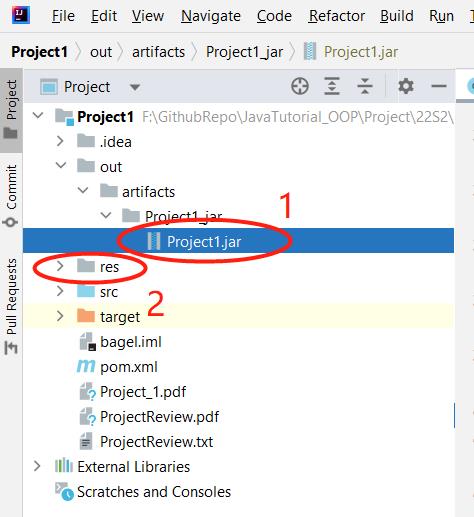 IJ File Edit View Navigate Code Refactor Build Run T
Project1 out artifacts Project1_jar Project1.jar
Project
Project
Commit
Pull Requests
Project1 F:\GithubRepo\JavaTutorial_OOP\Project\22S2\
.idea
out
artifacts
Project1_jar
1
Project1.jar
res
src
2
target
bagel.iml
m pom.xml
Project_1.pdf
ProjectReview.pdf
ProjectReview.txt
External Libraries
Scratches and Consoles